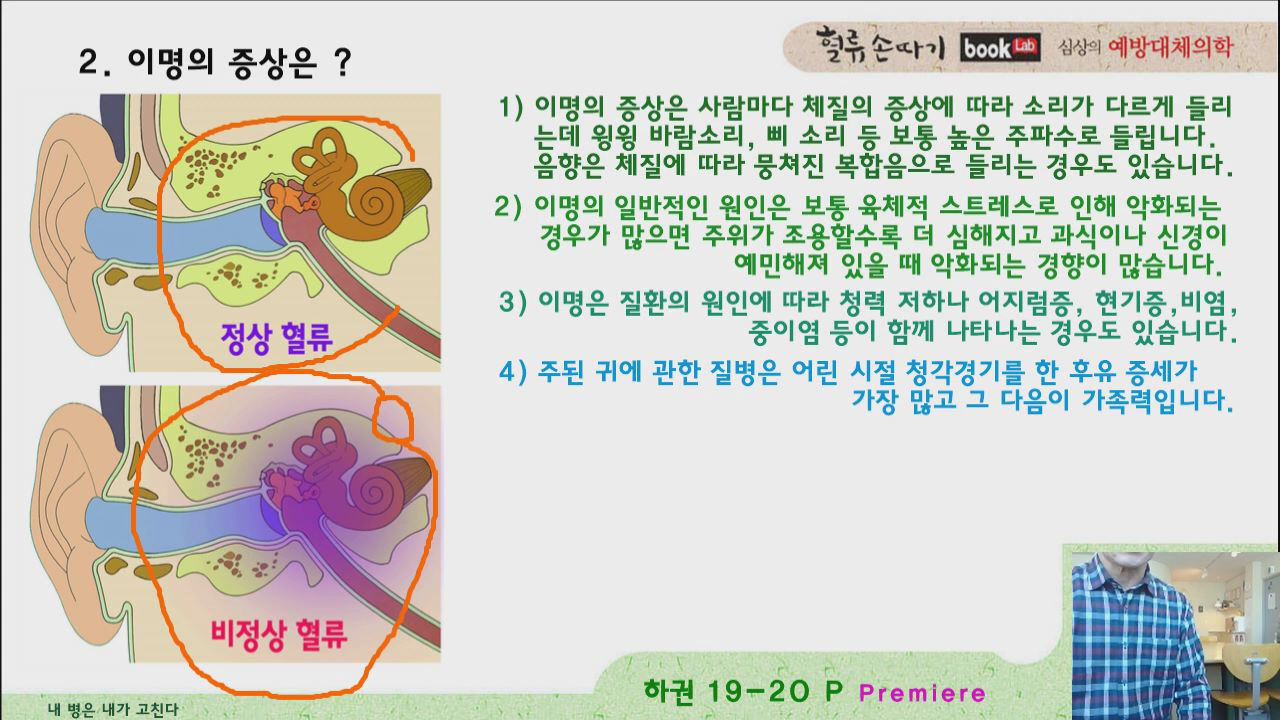 2. 이명의 증상은 ?
혈류 손따기 book Lab 심상의 예방대체의학
1) 이명의 증상은 사람마다 체질의 증상에 따라 소리가 다르게 들리
는데 윙윙 바람소리, 삐 소리 등 보통 높은 주파수로 들립니다.
음향은 체질에 따라 뭉쳐진 복합음으로 들리는 경우도 있습니다.
2) 이명의 일반적인 원인은 보통 육체적 스트레스로 인해 악화되는
경우가 많으면 주위가 조용할수록 더 심해지고 과식이나 신경이
예민해져 있을 때 악화되는 경향이 많습니다.
3) 이명은 질환의 원인에 따라 청력 저하나 어지럼증, 현기증,비염,
중이염 등이 함께 나타나는 경우도 있습니다.
4) 주된 귀에 관한 질병은 어린 시절 청각경기를 한 후유 증세가
가장 많고 그 다음이 가족력입니다.
정상 혈류
비정상 혈류
하권 19-20 P Premiere
내 병은 내가 고친다